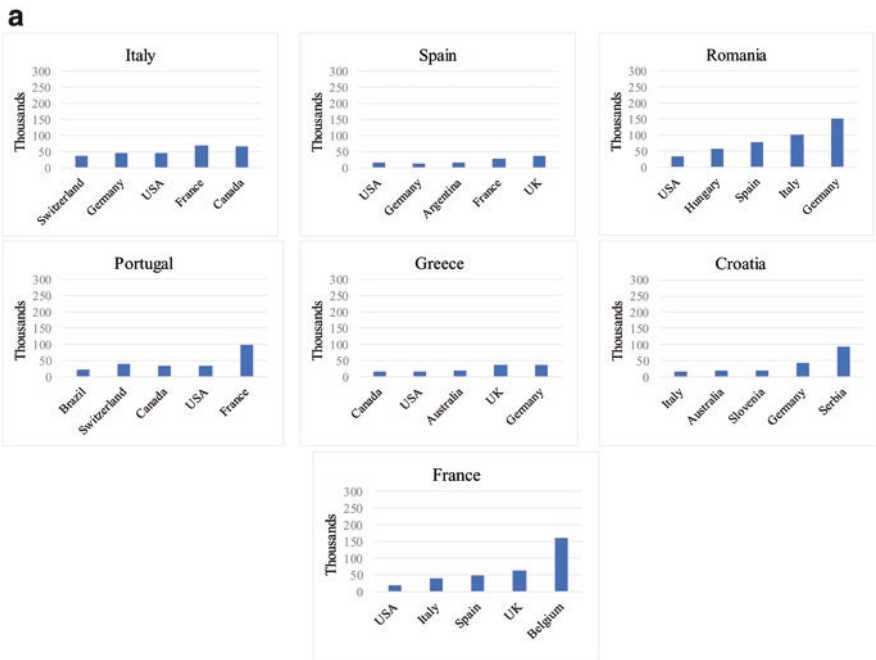 a
Italy
Thousands
300
250
200
150
100
50
0
Switzerland
Germany
USA
France
Canada
Spain
Thousands
300
250
200
150
100
50
0
USA
Germany
Argentina
France
UK
Romania
Thousands
300
250
200
150
100
50
0
USA
Hungary
Spain
Italy
Germany
Portugal
Thousands
300
250
200
150
100
50
0
Brazil
Switzerland
Canada
USA
France
Greece
Thousands
300
250
200
150
100
50
0
Canada
USA
Australia
UK
Germany
Croatia
Thousands
300
250
200
150
100
50
0
Italy
Australia
Slovenia
Germany
Serbia
France
Thousands
300
250
200
150
100
50
0
USA
Italy
Spain
UK
Belgium